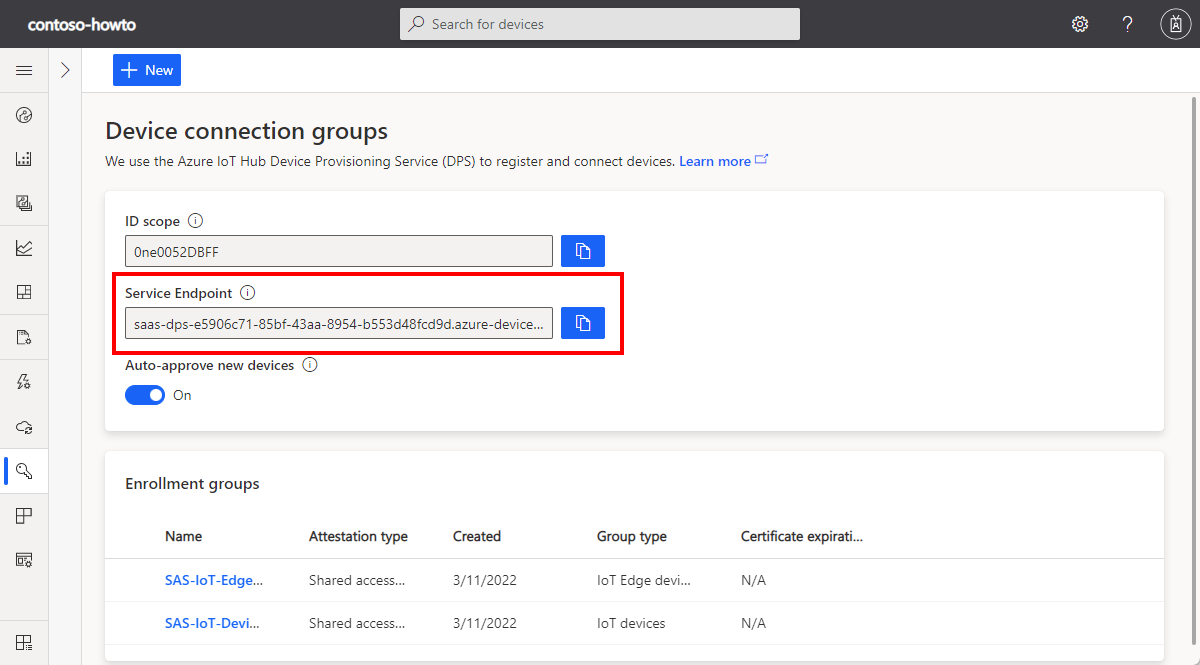 contoso-howto
Search for devices
?
New
Device connection groups
We use the Azure IoT Hub Device Provisioning Service (DPS) to register and connect devices. Learn more
ID scope
0ne0052DBFF
Service Endpoint
saas-dps-e5906c71-85bf-43aa-8954-b553d48fcd9d.azure-device...
Auto-approve new devices
On
Enrollment groups
Name Attestation type Created Group type Certificate expirati...
SAS-IoT-Edge... Shared access... 3/11/2022 IoT Edge devi... N/A
SAS-IoT-Devi... Shared access... 3/11/2022 IoT devices N/A